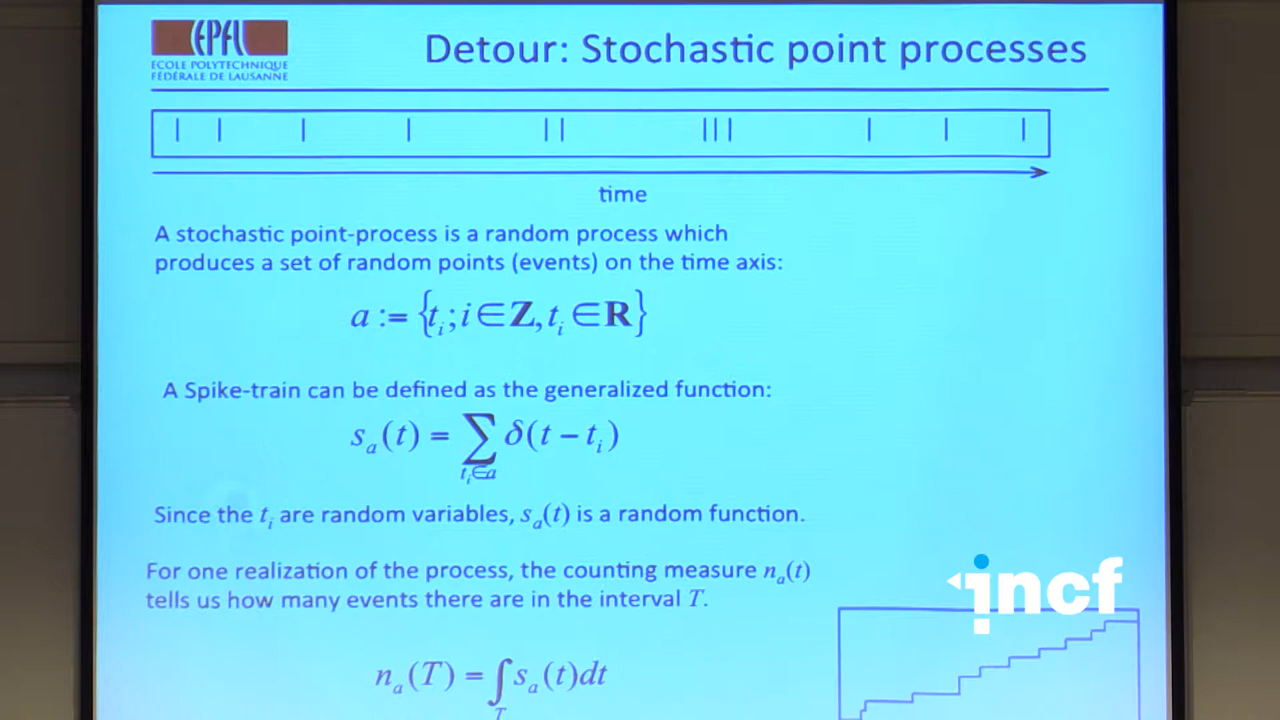 EPFL
ECOLE POLYTECHNIQUE
FÉDÉRALE DE LAUSANNE
Detour: Stochastic point processes
time
A stochastic point-process is a random process which
produces a set of random points (events) on the time axis:
a := {t_i; i ∈ Z, t_i ∈ R}
A Spike-train can be defined as the generalized function:
s_a(t) = ∑_{t_i∈a} δ(t − t_i)
Since the t_i are random variables, s_a(t) is a random function.
For one realization of the process, the counting measure n_a(t)
tells us how many events there are in the interval T.
n_a(T) = ∫_T s_a(t)dt
incf